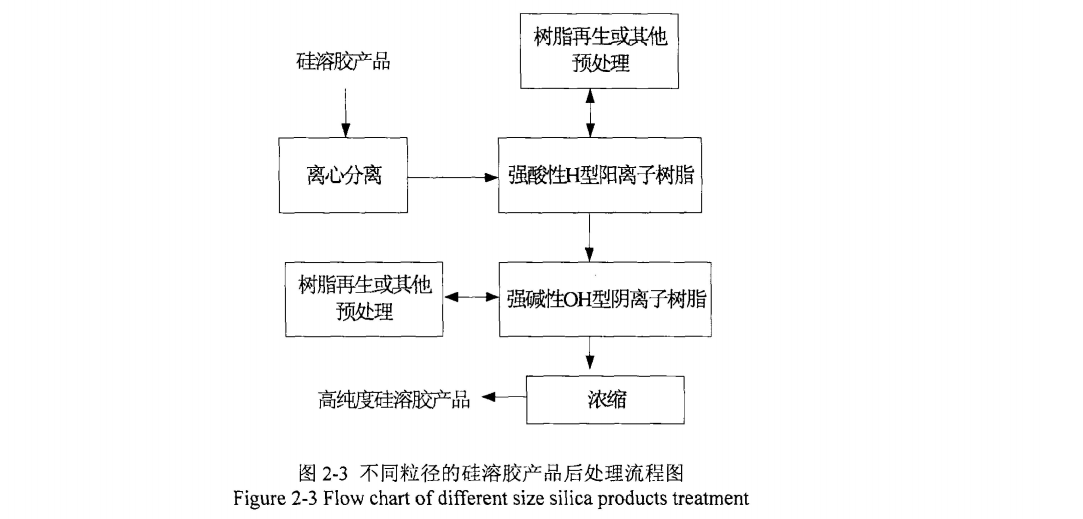 树脂再生或其他
预处理
硅溶胶产品
离心分离
强酸性H型阳离子树脂
树脂再生或其他
预处理
强碱性OH型阴离子树脂
高纯度硅溶胶产品
浓缩
图 2-3 不同粒径的硅溶胶产品后处理流程图
Figure 2-3 Flow chart of different size silica products treatment